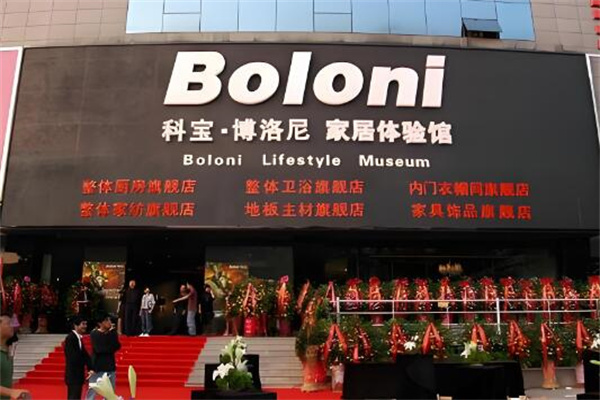 Boloni
科宝·博洛尼 家居体验馆
Boloni Lifestyle Museum
整体厨房旗舰店 整体卫浴旗舰店 内门衣帽间旗舰店
整体家纺旗舰店 地板主材旗舰店 家具饰品旗舰店